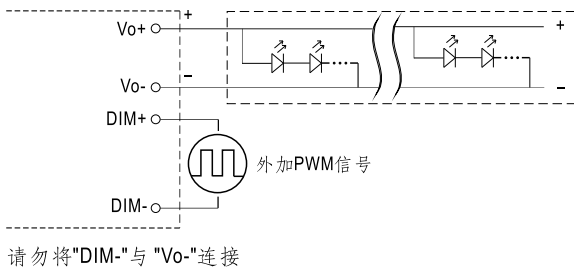 Vo+
+
+
Vo-
–
–
DIM+
外加PWM信号
DIM-
请勿将"DIM-"与 "Vo-"连接